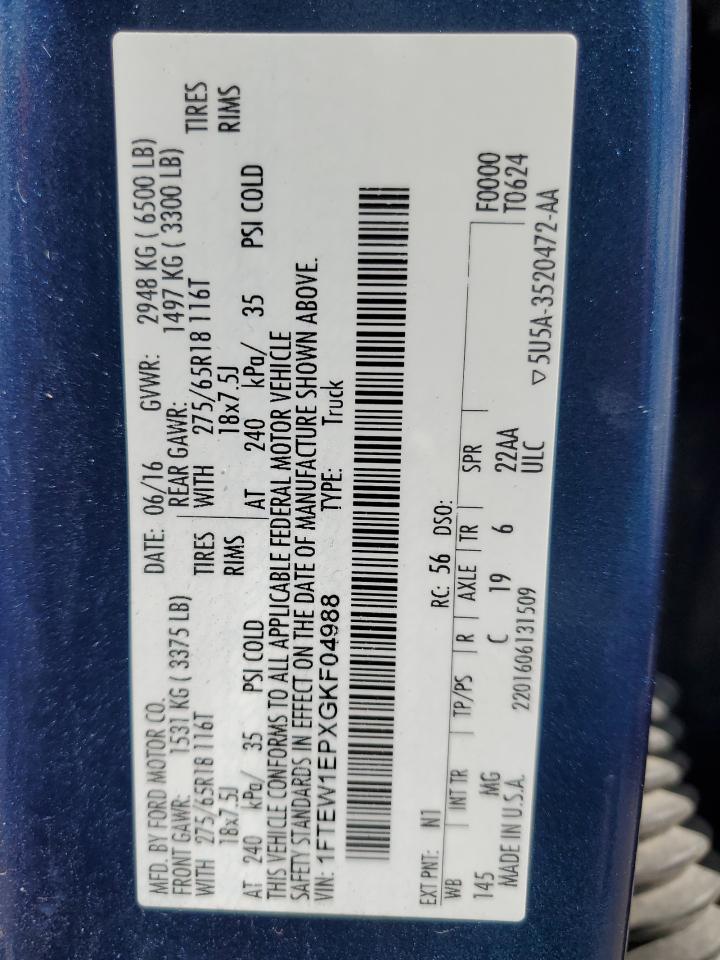 MFD. BY FORD MOTOR CO. DATE: 06/16 GVWR: 2948 KG ( 6500 LB)
FRONT GAWR: 1531 KG ( 3375 LB) REAR GAWR: 1497 KG ( 3300 LB)
WITH 275/65R18 116T TIRES WITH 275/65R18 116T TIRES
18x7.5J RIMS 18x7.5J RIMS
AT 240 kPa/ 35 PSI COLD AT 240 kPa/ 35 PSI COLD
THIS VEHICLE CONFORMS TO ALL APPLICABLE FEDERAL MOTOR VEHICLE
SAFETY STANDARDS IN EFFECT ON THE DATE OF MANUFACTURE SHOWN ABOVE.
VIN: 1FTEW1EPXGKF04988 TYPE: Truck
EXT PNT: N1 RC: 56 DSO: F0000
T0624
WB INT TR TP/PS R AXLE TR SPR
145 MG C 19 6 22AA
ULC
MADE IN U.S.A. 2201606131509 ▽5U5A-3520472-AA